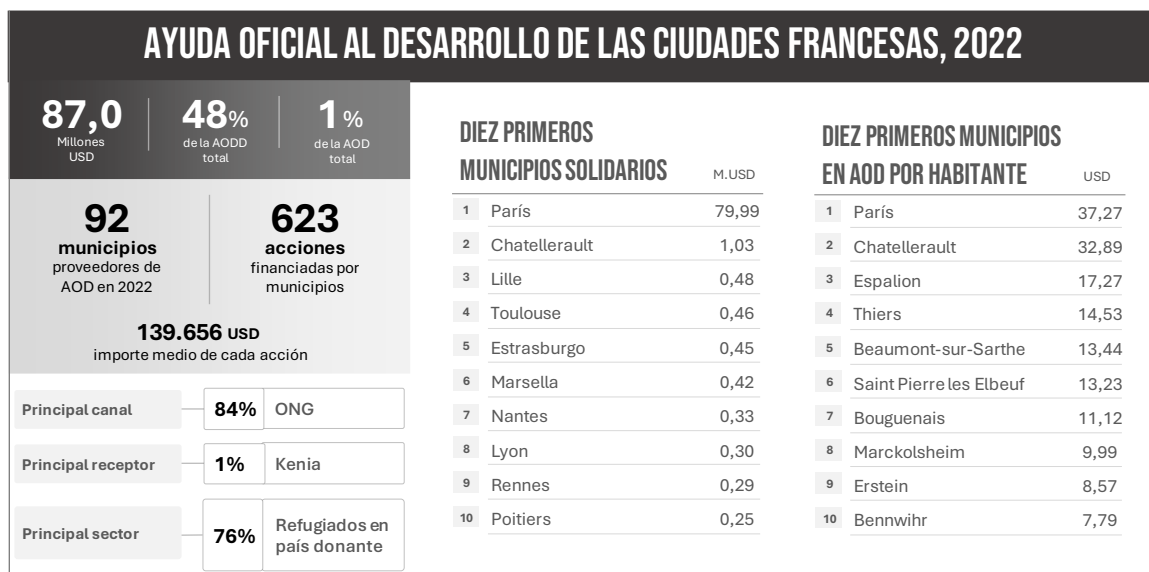 AYUDA OFICIAL AL DESARROLLO DE LAS CIUDADES FRANCESAS, 2022
87,0
Millones
USD
48%
de la AODD
total
1 %
de la AOD
total
92
municipios
proveedores de
AOD en 2022
623
acciones
financiadas por
municipios
139.656 USD
importe medio de cada acción
Principal canal 84% ONG
Principal receptor 1% Kenia
Principal sector 76% Refugiados en
país donante
DIEZ PRIMEROS
MUNICIPIOS SOLIDARIOS M.USD
1 París 79,99
2 Chatellerault 1,03
3 Lille 0,48
4 Toulouse 0,46
5 Estrasburgo 0,45
6 Marsella 0,42
7 Nantes 0,33
8 Lyon 0,30
9 Rennes 0,29
10 Poitiers 0,25
DIEZ PRIMEROS MUNICIPIOS
EN AOD POR HABITANTE USD
1 París 37,27
2 Chatellerault 32,89
3 Espalion 17,27
4 Thiers 14,53
5 Beaumont-sur-Sarthe 13,44
6 Saint Pierre les Elbeuf 13,23
7 Bouguenais 11,12
8 Marckolsheim 9,99
9 Erstein 8,57
10 Bennwihr 7,79